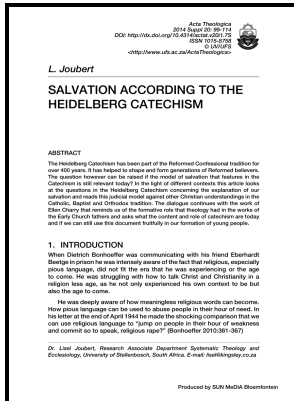 Acta Theologica
2014 Suppl 20: 99-114
DOI: http://dx.doi.org/10.4314/actat.v20i1.7S
ISSN 1015-8758
© UV/UFS
<http://www.ufs.ac.za/ActaTheologica>
L. Joubert
SALVATION ACCORDING TO THE
HEIDELBERG CATECHISM
ABSTRACT
The Heidelberg Catechism has been part of the Reformed Confessional tradition for
over 400 years. It has helped to shape and form generations of Reformed believers.
The question however can be raised if the model of salvation that features in the
Catechism is still relevant today? In the light of different contexts this article looks
at the questions in the Heidelberg Catechism concerning the explanation of our
salvation and reads this judicial model against other Christian understandings in the
Catholic, Baptist and Orthodox tradition. The dialogue continues with the work of
Ellen Charry that reminds us of the formative role that theology had in the works of
the Early Church fathers and asks what the content and role of catechism are today
and if we can still use this document fruitfully in our formation of young people.
1. INTRODUCTION
When Dietrich Bonhoeffer was communicating with his friend Eberhardt
Beetge in prison he was intensely aware of the fact that religious, especially
pious language, did not fit the era that he was experiencing or the age
to come. He was struggling with how to talk Christ and Christianity in a
religion less age, as he not only experienced his own context to be but
also the age to come.
He was deeply aware of how meaningless religious words can become.
How pious language can be used to abuse people in their hour of need. In
his letter at the end of April 1944 he made the shocking comparison that we
can use religious language to “jump on people in their hour of weakness
and commit so to speak, religious rape?” (Bonhoeffer 2010:361-367)
Dr. Lisel Joubert, Research Associate Department Systematic Theology and
Ecclesiology, University of Stellenbosch, South Africa. E-mail: lisel@kingsley.co.za
Produced by SUN MeDIA Bloemfontein